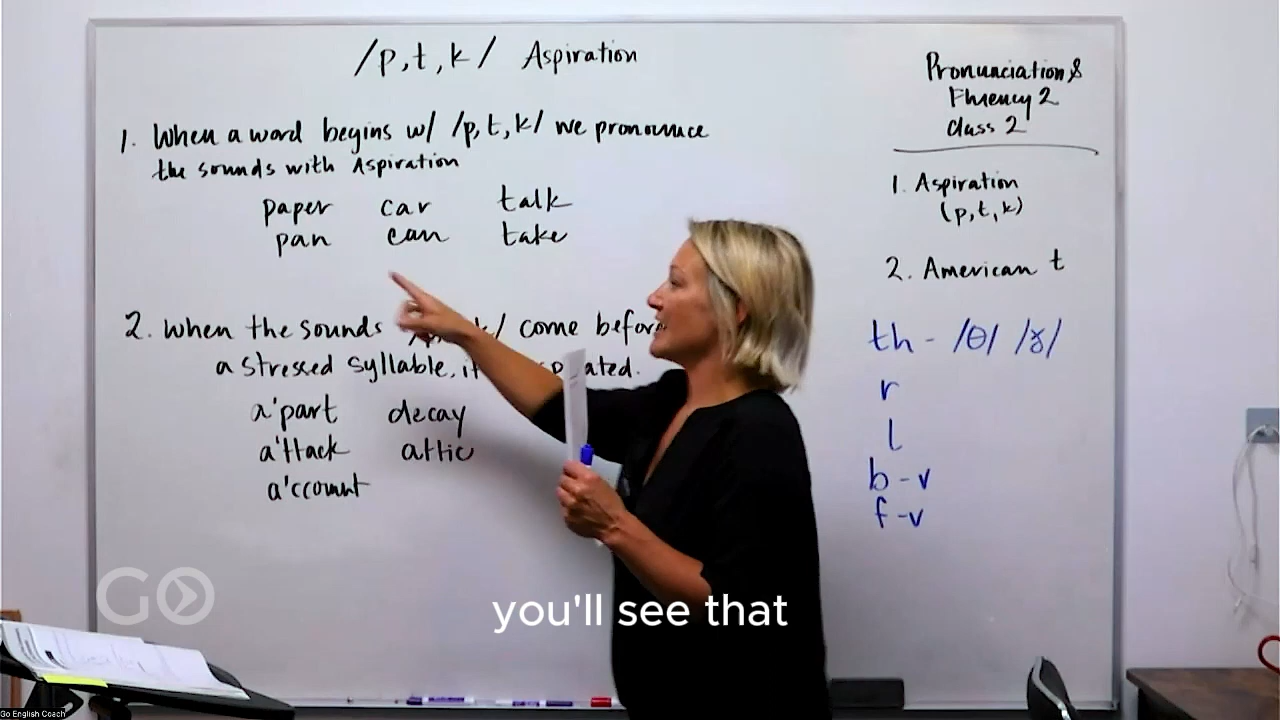 /p,t,k/ Aspiration
1. When a word begins w/ /p,t,k/ we pronounce
the sounds with Aspiration
paper car talk
pan can take
2. When the sounds k/ come before
a stressed syllable, it
a'part decay
a'ttack attic
a'ccount
Pronunciation &
Fluency 2
Class 2
1. Aspiration
(p,t,k)
2. American t
th - /θ/ /ð/
r
l
b - v
f - v
GO
you'll see that
Go English Coach